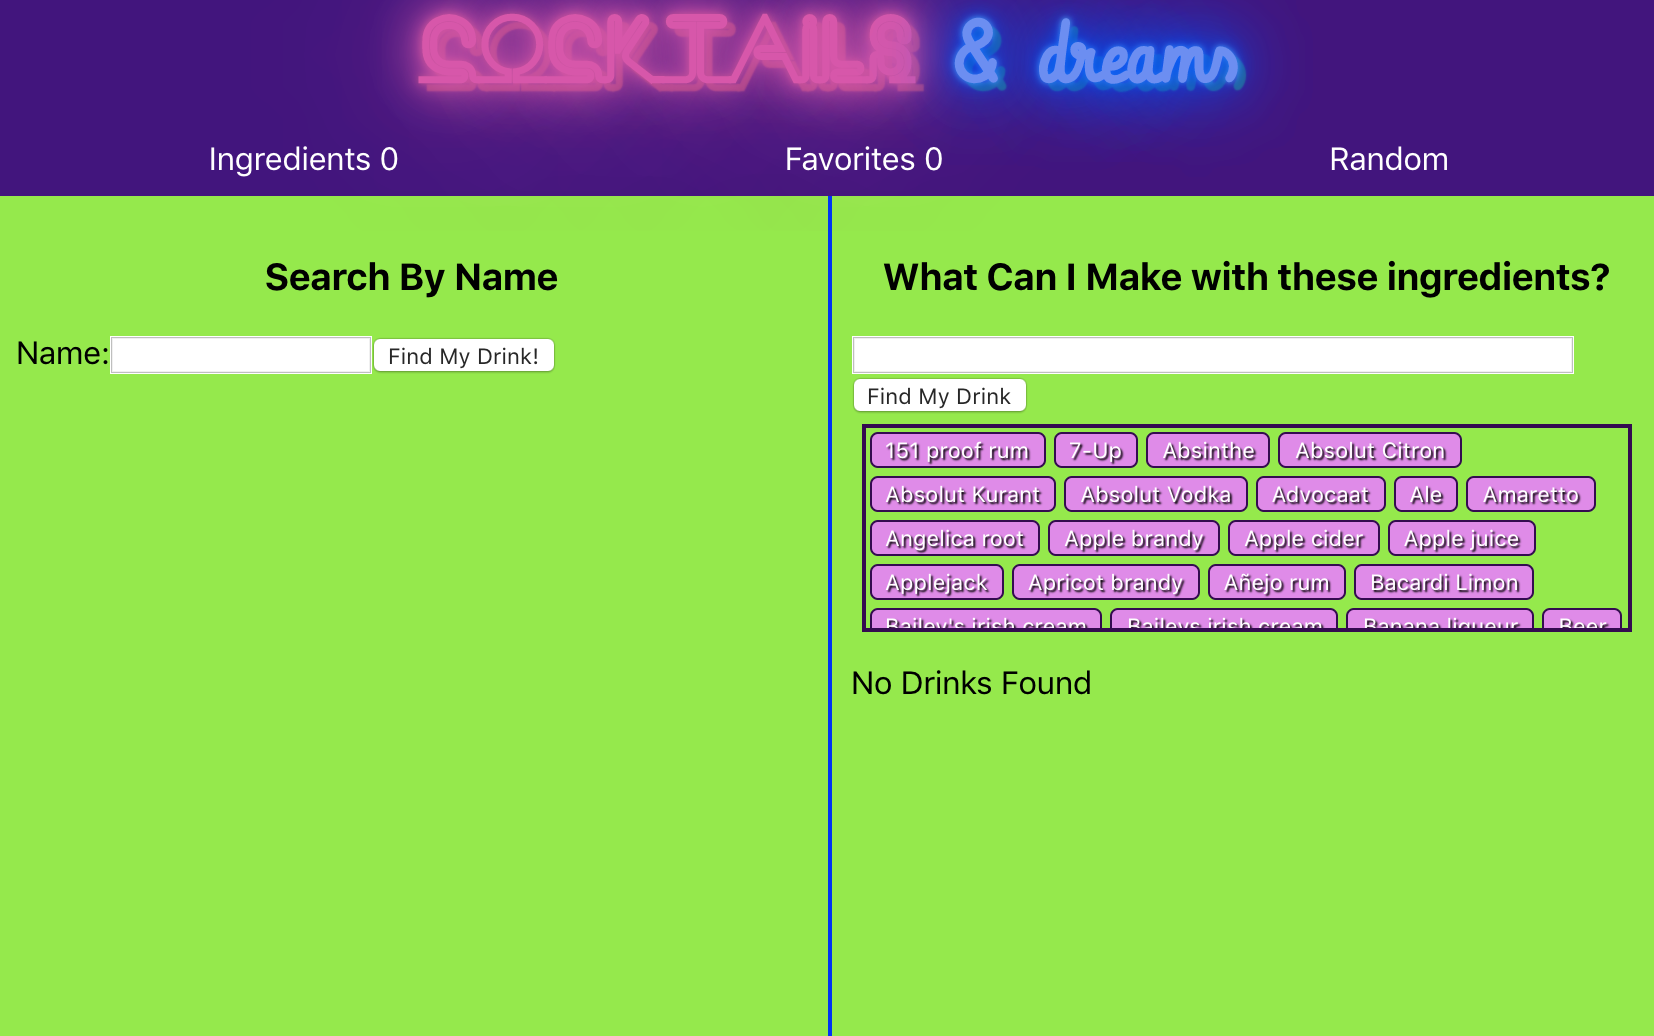 COCKTAILS & dreams
Ingredients 0 Favorites 0 Random
Search By Name
Name: Find My Drink!
What Can I Make with these ingredients?
Find My Drink
151 proof rum 7-Up Absinthe Absolut Citron
Absolut Kurant Absolut Vodka Advocaat Ale Amaretto
Angelica root Apple brandy Apple cider Apple juice
Applejack Apricot brandy Añejo rum Bacardi Limon
Bailey's irish cream Baileys irish cream Banana liqueur Beer
No Drinks Found